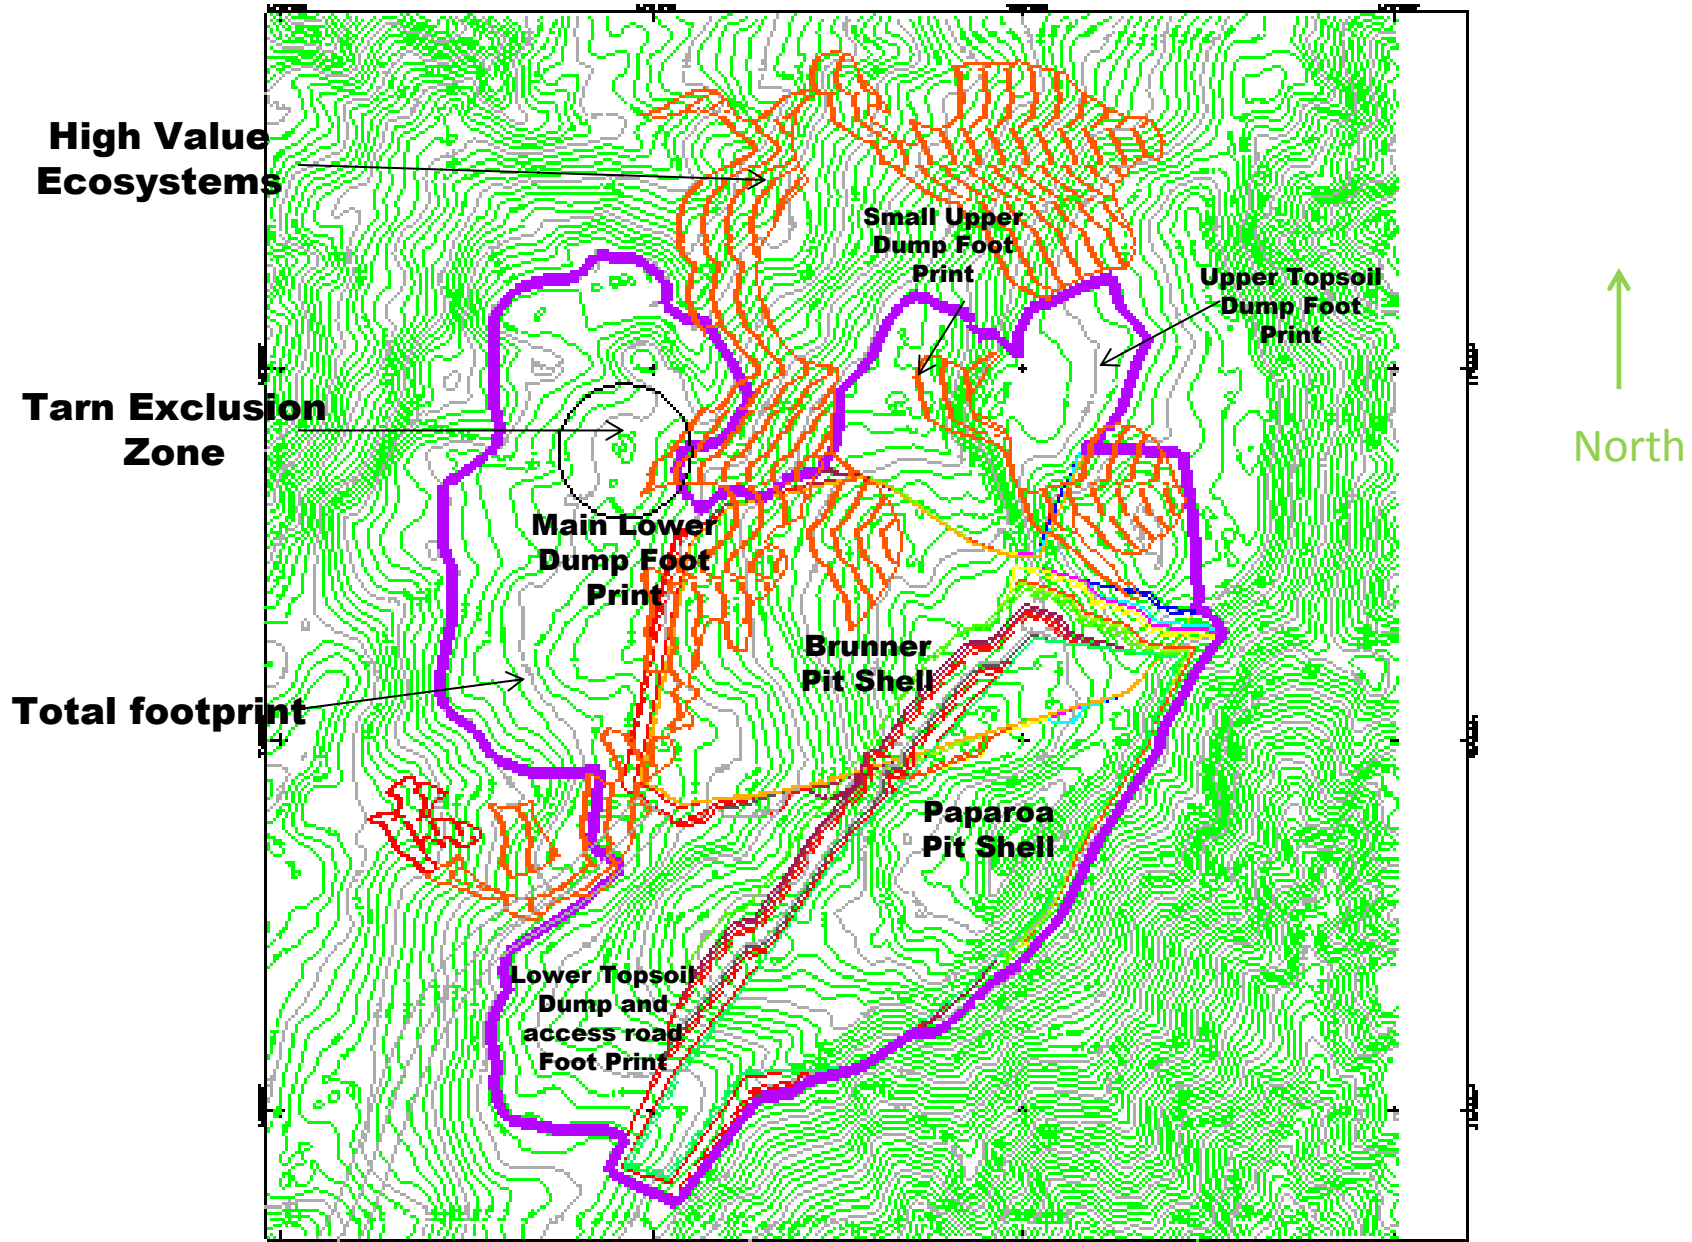 High Value
Ecosystems
Small Upper
Dump Foot
Print
Upper Topsoil
Dump Foot
Print
North
Tarn Exclusion
Zone
Main Lower
Dump Foot
Print
Brunner
Pit Shell
Total footprint
Paparoa
Pit Shell
Lower Topsoil
Dump and
access road
Foot Print